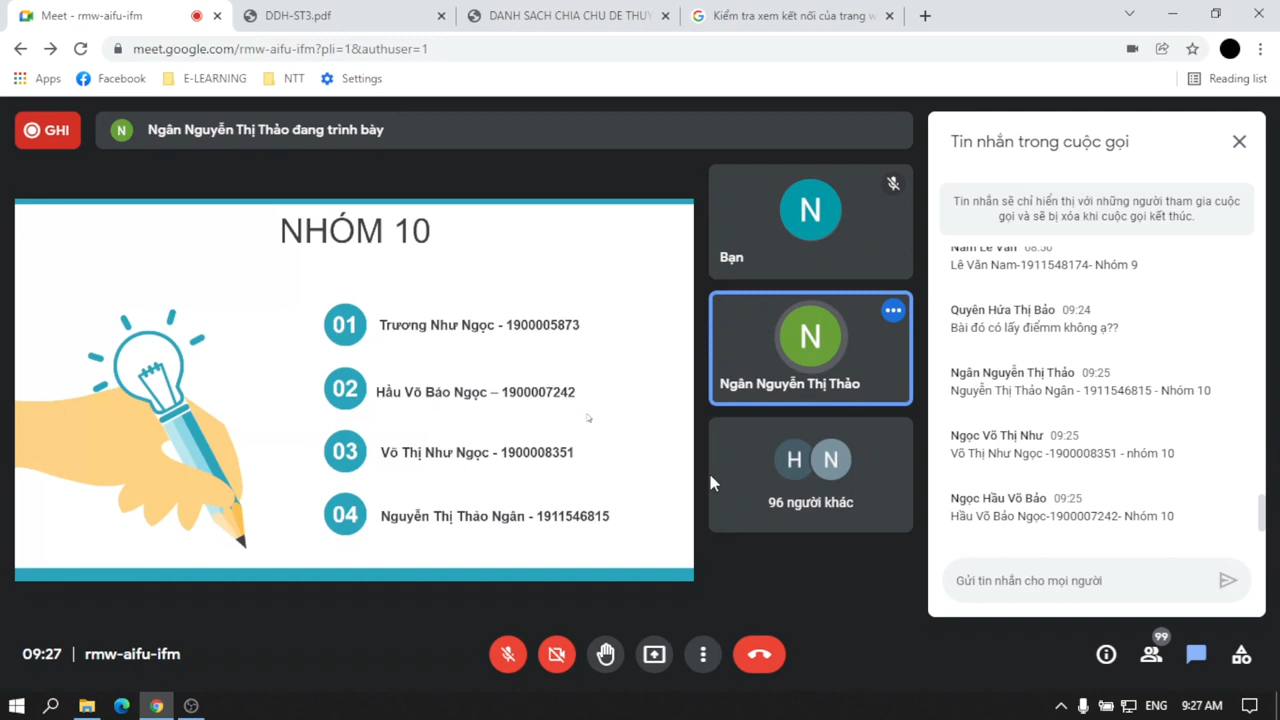 Meet - rmw-aifu-ifm
DDH-ST3.pdf
DANH SACH CHIA CHU DE THUY
Kiểm tra xem kết nối của trang w
meet.google.com/rmw-aifu-ifm?pli=1&authuser=1
Apps
Facebook
E-LEARNING
NTT
Settings
Reading list
GHI
N
Ngân Nguyễn Thị Thảo đang trình bày
NHÓM 10
01
Trương Như Ngọc - 1900005873
02
Hầu Võ Bảo Ngọc – 1900007242
03
Võ Thị Như Ngọc - 1900008351
04
Nguyễn Thị Thảo Ngân - 1911546815
N
Bạn
N
Ngân Nguyễn Thị Thảo
H
N
96 người khác
Tin nhắn trong cuộc gọi
Tin nhắn sẽ chỉ hiển thị với những người tham gia cuộc
gọi và sẽ bị xóa khi cuộc gọi kết thúc.
Nam Lê Văn 08:50
Lê Văn Nam-1911548174- Nhóm 9
Quyên Hứa Thị Bảo 09:24
Bài đó có lấy điểmm không ạ??
Ngân Nguyễn Thị Thảo 09:25
Nguyễn Thị Thảo Ngân - 1911546815 - Nhóm 10
Ngọc Võ Thị Như 09:25
Võ Thị Như Ngọc -1900008351 - nhóm 10
Ngọc Hầu Võ Bảo 09:25
Hầu Võ Bảo Ngọc-1900007242- Nhóm 10
Gửi tin nhắn cho mọi người
09:27 | rmw-aifu-ifm
99
ENG
9:27 AM